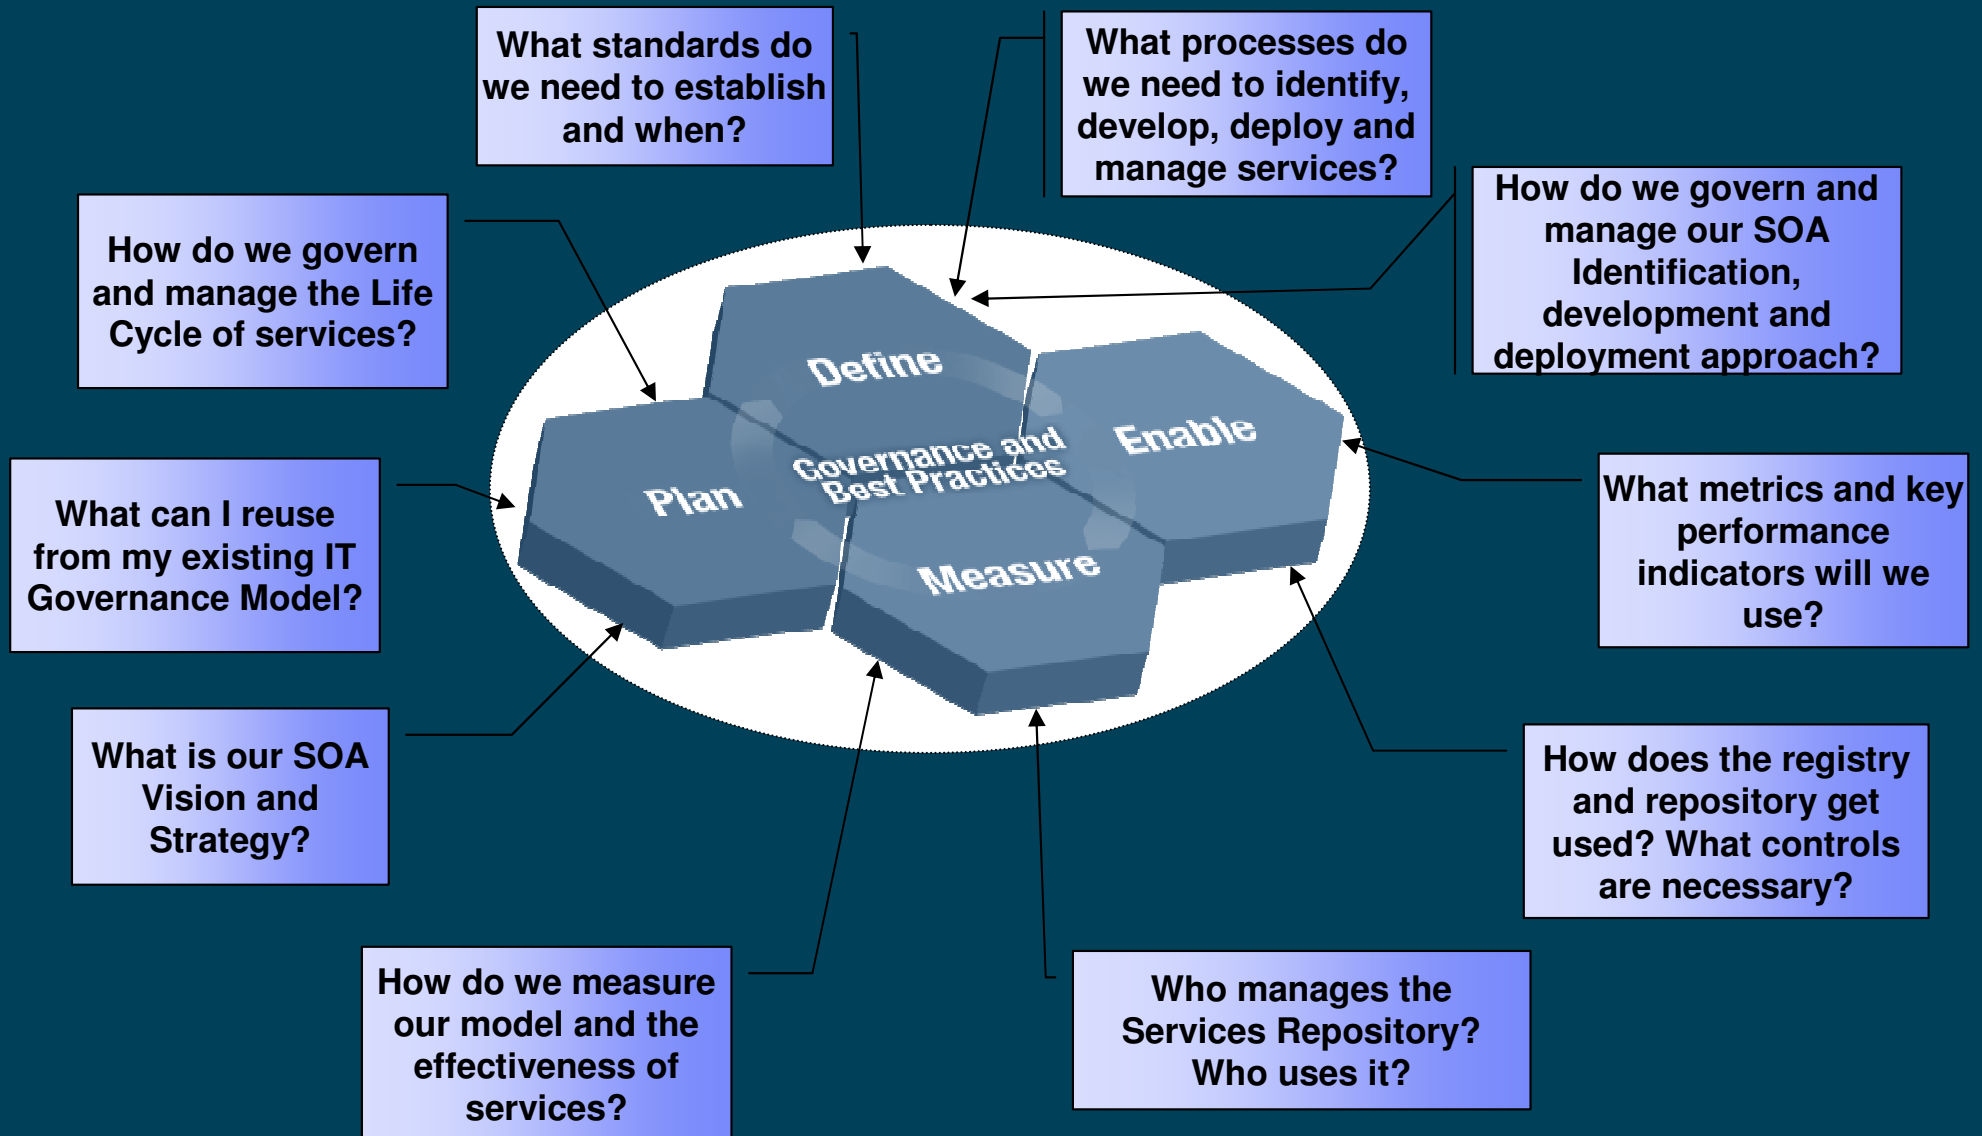 What standards do
we need to establish
and when?
What processes do
we need to identify,
develop, deploy and
manage services?
How do we govern and
manage our SOA
Identification,
development and
deployment approach?
How do we govern
and manage the Life
Cycle of services?
Define
Enable
Governance and
Best Practices
Plan
Measure
What can I reuse
from my existing IT
Governance Model?
What metrics and key
performance
indicators will we
use?
What is our SOA
Vision and
Strategy?
How does the registry
and repository get
used? What controls
are necessary?
How do we measure
our model and the
effectiveness of
services?
Who manages the
Services Repository?
Who uses it?